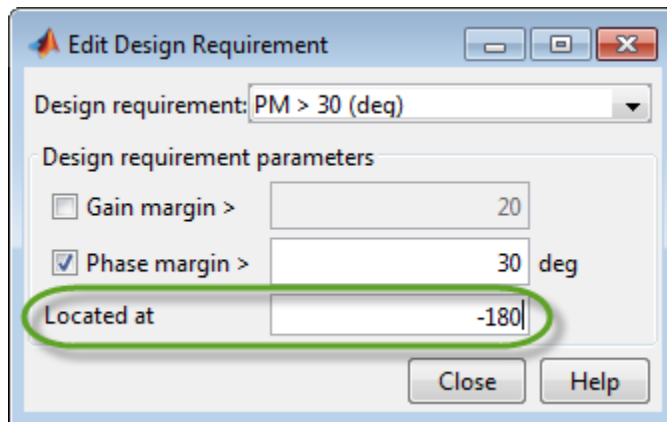 Edit Design Requirement
Design requirement: PM > 30 (deg)
Design requirement parameters
Gain margin > 20
Phase margin > 30 deg
Located at -180
Close Help